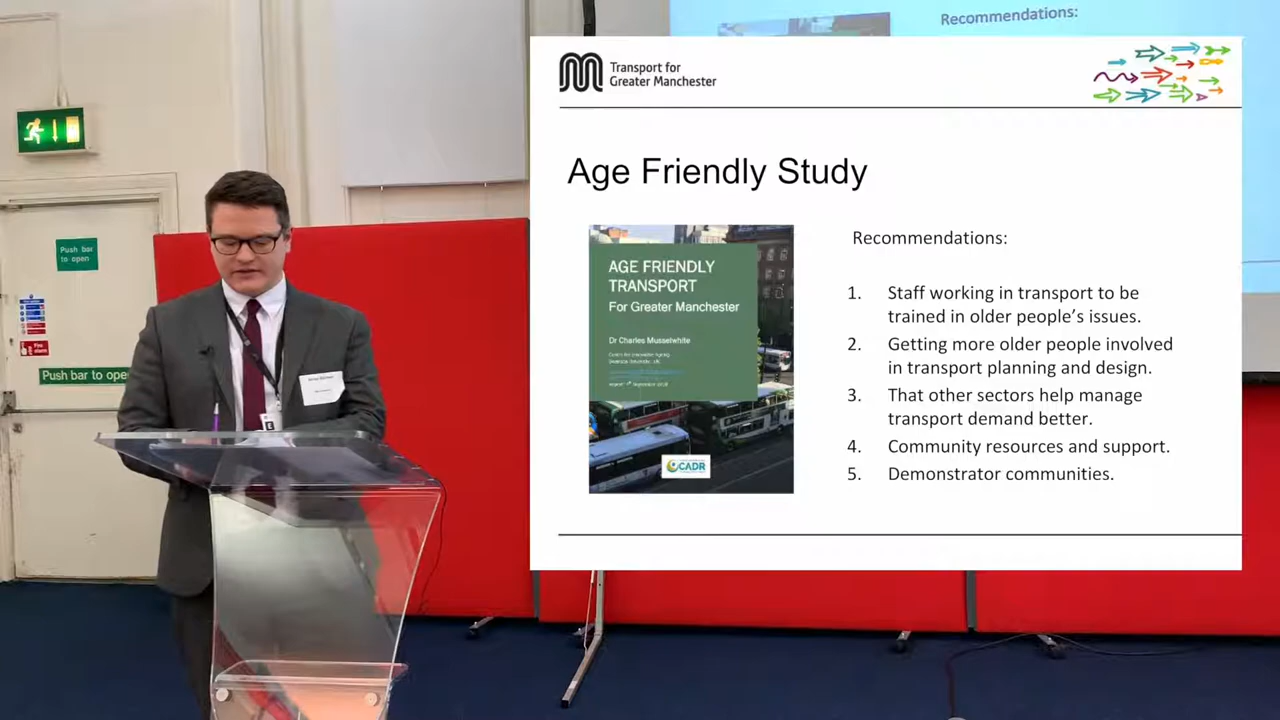 Recommendations:
Transport for
Greater Manchester
Age Friendly Study
Recommendations:
1. Staff working in transport to be
trained in older people's issues.
2. Getting more older people involved
in transport planning and design.
3. That other sectors help manage
transport demand better.
4. Community resources and support.
5. Demonstrator communities.
AGE FRIENDLY
TRANSPORT
For Greater Manchester
Dr Charles Musselwhite
CADR
Push bar
to open
Push bar to ope